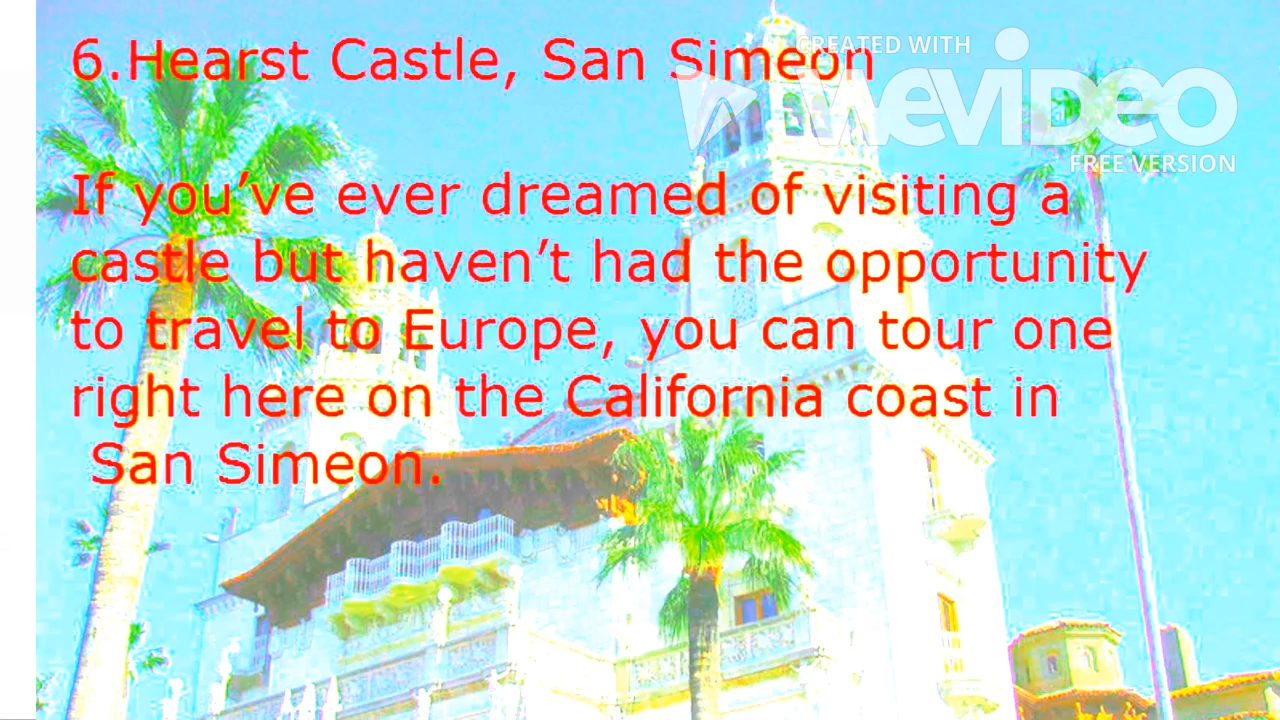 6.Hearst Castle, San Simeon
CREATED WITH
WeVIDEO
FREE VERSION
If you’ve ever dreamed of visiting a
castle but haven’t had the opportunity
to travel to Europe, you can tour one
right here on the California coast in
San Simeon.